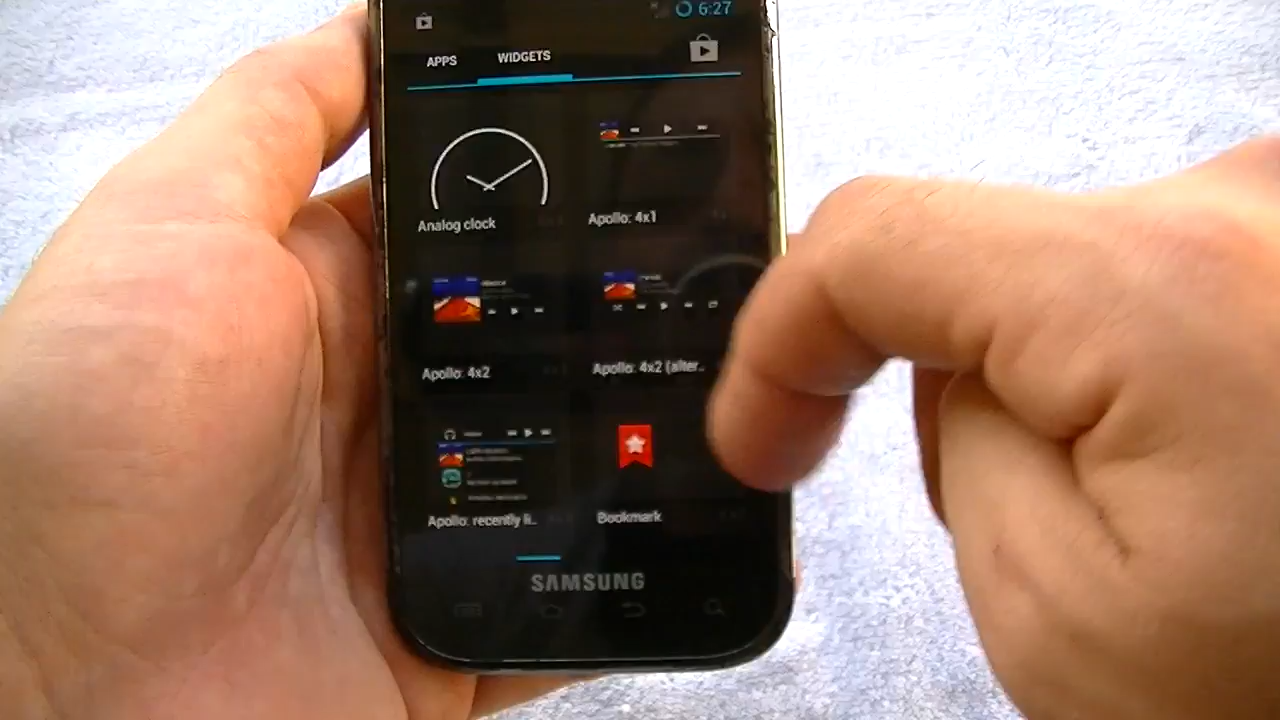 6:27
APPS
WIDGETS
Analog clock
Apollo: 4x1
Apollo: 4x2
Apollo: 4x2 (alter..
Apollo: recently li..
Bookmark
SAMSUNG